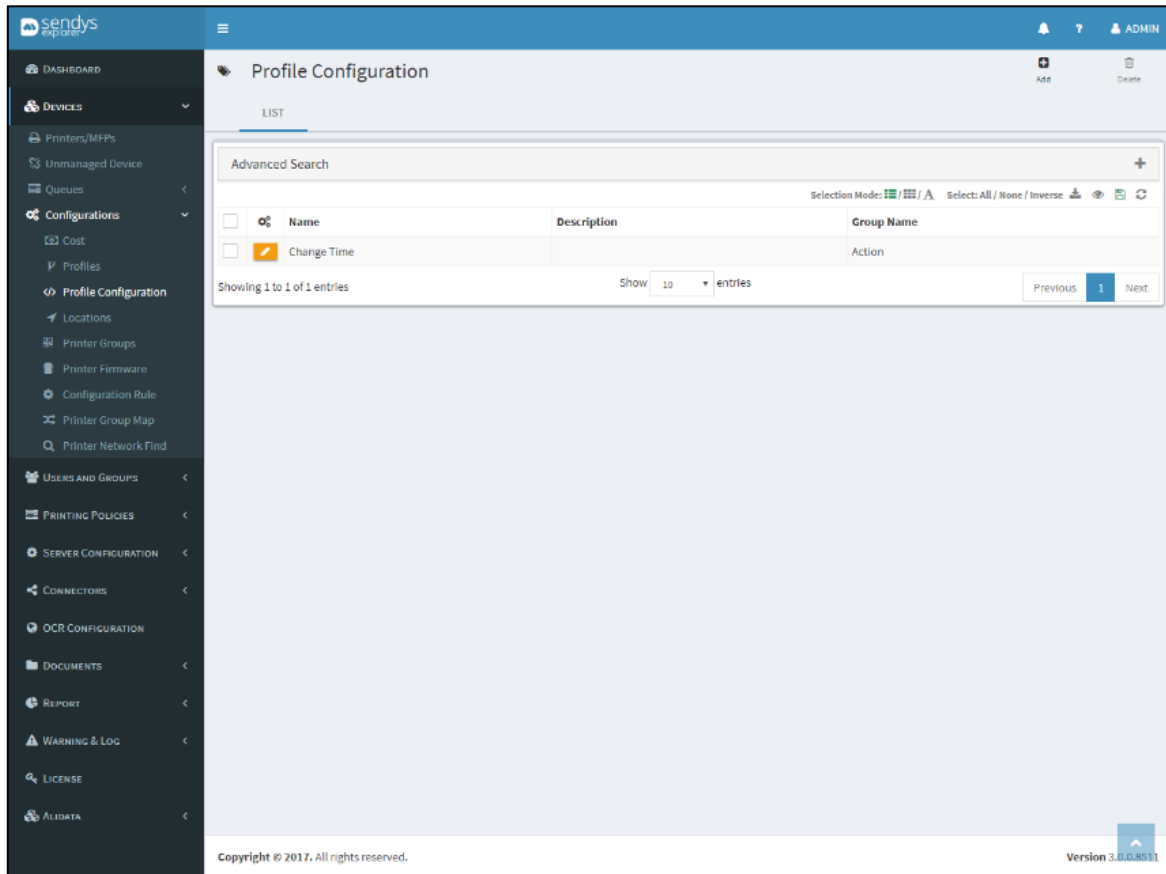 sendys
explorer
ADMIN
DASHBOARD
Profile Configuration
Add
Delete
DEVICES
LIST
Printers/MFPs
Unmanaged Device
Queues
Configurations
Cost
Profiles
Profile Configuration
Locations
Printer Groups
Printer Firmware
Configuration Rule
Printer Group Map
Printer Network Find
USERS AND GROUPS
PRINTING POLICIES
SERVER CONFIGURATION
CONNECTORS
OCR CONFIGURATION
DOCUMENTS
REPORT
WARNING & LOG
LICENSE
ALIDATA
Advanced Search
Selection Mode: / / A Select: All / None / Inverse
Name Description Group Name
Change Time Action
Showing 1 to 1 of 1 entries Show 10 entries Previous 1 Next
Copyright © 2017. All rights reserved. Version 3.0.0.8511